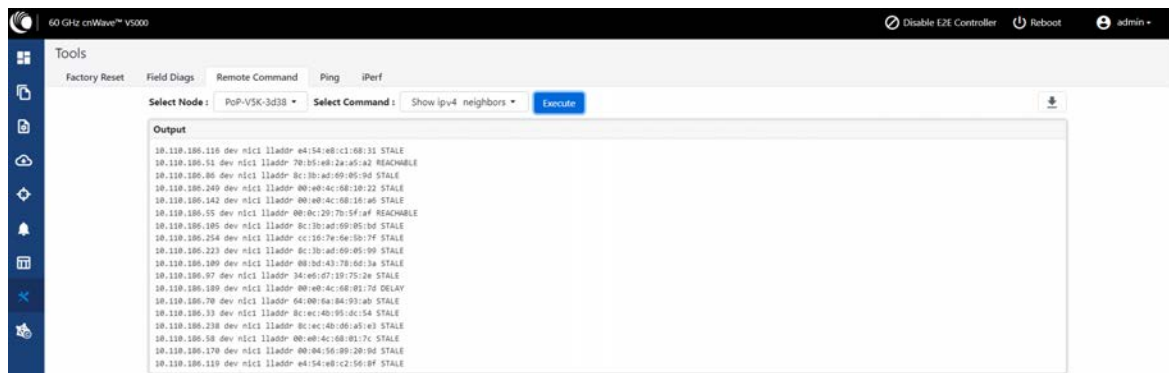 60 GHz cnWave™ V5000
Disable E2E Controller Reboot admin
Tools
Factory Reset Field Diags Remote Command Ping iPerf
Select Node : PoP-V5K-3d38 Select Command : Show ipv4 neighbors Execute
Output
10.110.186.116 dev nic1 lladdr e4:54:e8:c1:68:31 STALE
10.110.186.51 dev nic1 lladdr 70:b5:e8:2a:a5:a2 REACHABLE
10.110.186.86 dev nic1 lladdr 8c:3b:ad:69:05:9d STALE
10.110.186.249 dev nic1 lladdr 00:e0:4c:68:10:22 STALE
10.110.186.142 dev nic1 lladdr 00:e0:4c:68:16:a6 STALE
10.110.186.55 dev nic1 lladdr 00:0c:29:7b:5f:af REACHABLE
10.110.186.105 dev nic1 lladdr 8c:3b:ad:69:05:bd STALE
10.110.186.254 dev nic1 lladdr cc:16:7e:6e:5b:7f STALE
10.110.186.223 dev nic1 lladdr 8c:3b:ad:69:05:99 STALE
10.110.186.109 dev nic1 lladdr 08:bd:43:78:6d:3a STALE
10.110.186.97 dev nic1 lladdr 34:e6:d7:19:75:2e STALE
10.110.186.189 dev nic1 lladdr 00:e0:4c:68:01:7d DELAY
10.110.186.70 dev nic1 lladdr 64:00:6a:84:93:ab STALE
10.110.186.33 dev nic1 lladdr 8c:ec:4b:95:dc:54 STALE
10.110.186.238 dev nic1 lladdr 8c:ec:4b:d6:a5:e3 STALE
10.110.186.58 dev nic1 lladdr 00:e0:4c:68:01:7c STALE
10.110.186.170 dev nic1 lladdr 00:04:56:89:20:9d STALE
10.110.186.119 dev nic1 lladdr e4:54:e8:c2:56:8f STALE